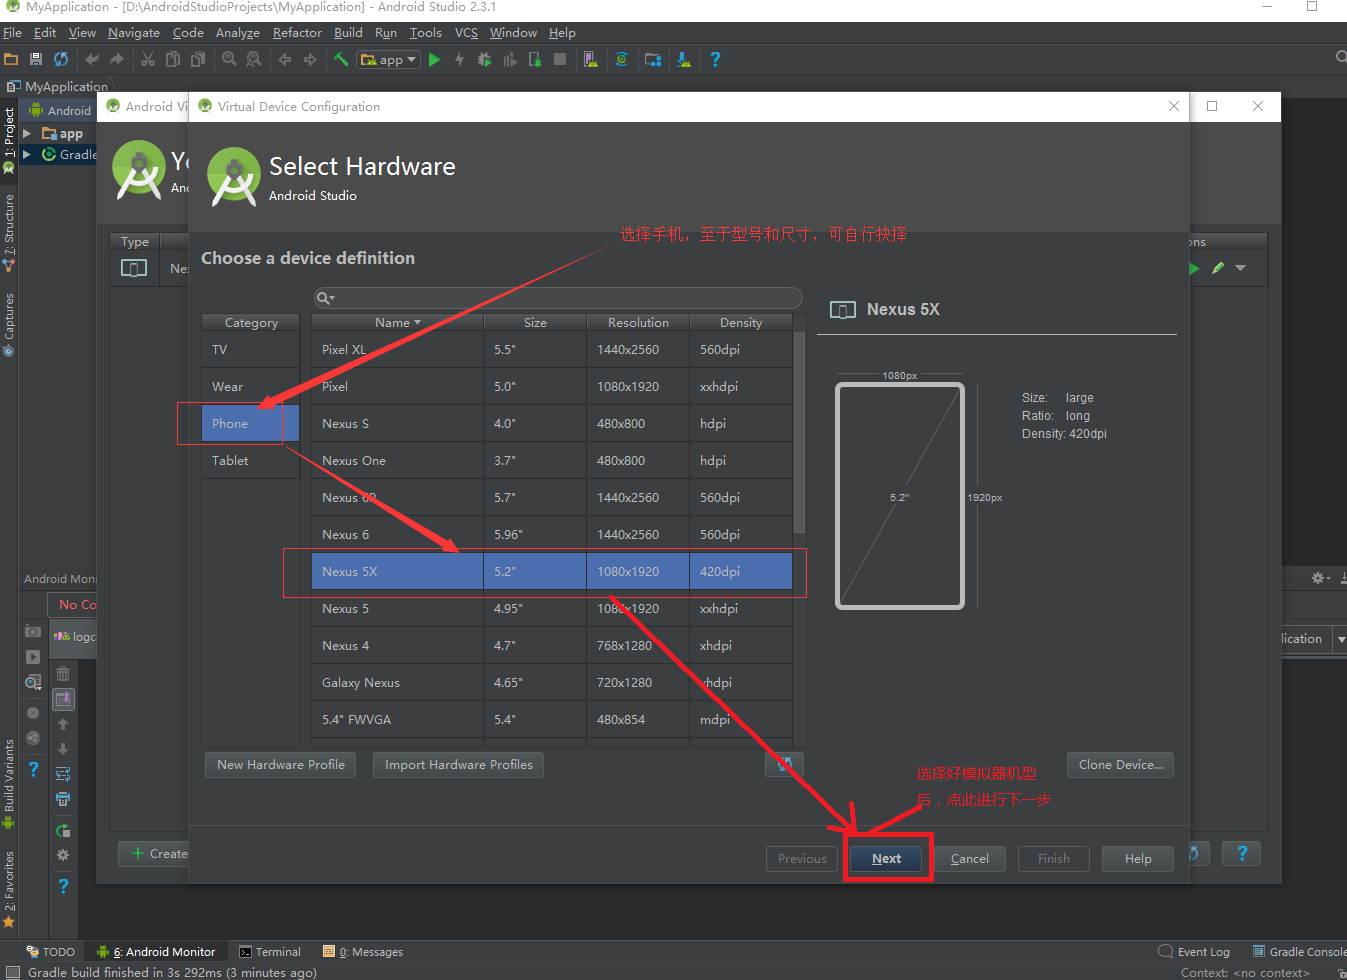 MyApplication - [D:\AndroidStudioProjects\MyApplication] - Android Studio 2.3.1
File Edit View Navigate Code Analyze Refactor Build Run Tools VCS Window Help
app
MyApplication
1: Project
7: Structure
Captures
Build Variants
2: Favorites
Android
app
Gradle
Android Vi
Virtual Device Configuration
Select Hardware
Android Studio
Type
选择手机，至于型号和尺寸，可自行抉择
Choose a device definition
ons
Category
TV
Wear
Phone
Tablet
Name Size Resolution Density
Pixel XL 5.5" 1440x2560 560dpi
Pixel 5.0" 1080x1920 xxhdpi
Nexus S 4.0" 480x800 hdpi
Nexus One 3.7" 480x800 hdpi
Nexus 6P 5.7" 1440x2560 560dpi
Nexus 6 5.96" 1440x2560 560dpi
Nexus 5X 5.2" 1080x1920 420dpi
Nexus 5 4.95" 1080x1920 xxhdpi
Nexus 4 4.7" 768x1280 xhdpi
Galaxy Nexus 4.65" 720x1280 xhdpi
5.4" FWVGA 5.4" 480x854 mdpi
Nexus 5X
1080px
5.2"
1920px
Size: large
Ratio: long
Density: 420dpi
Android Moni
No Co
logca
lication
New Hardware Profile
Import Hardware Profiles
Clone Device...
选择好模拟器机型
后，点此进行下一步
Create
Previous
Next
Cancel
Finish
Help
TODO
6: Android Monitor
Terminal
0: Messages
Event Log
Gradle Console
Gradle build finished in 3s 292ms (3 minutes ago)
Context: <no context>